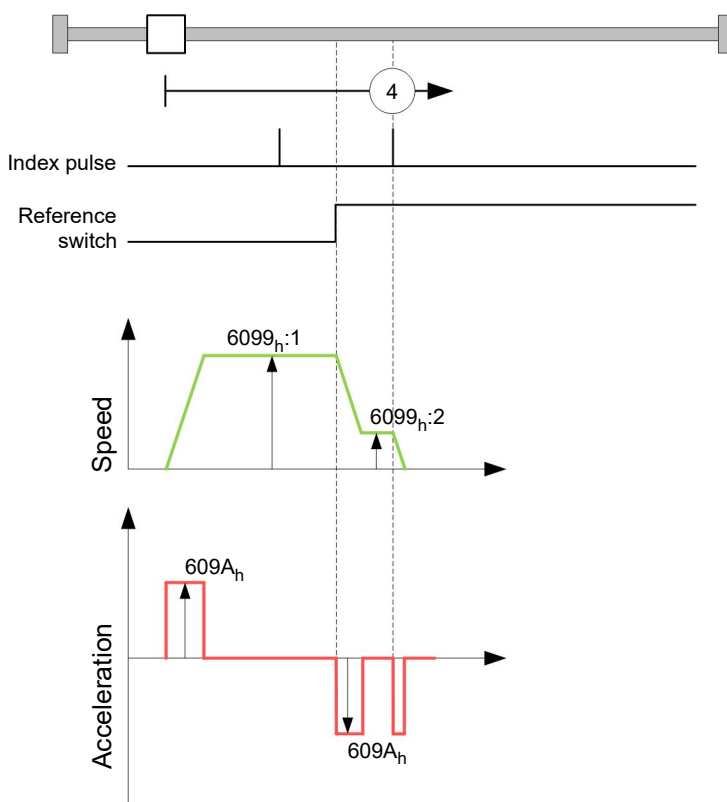 4
Index pulse
Reference
switch
6099h:1
6099h:2
Speed
609Ah
Acceleration
609Ah